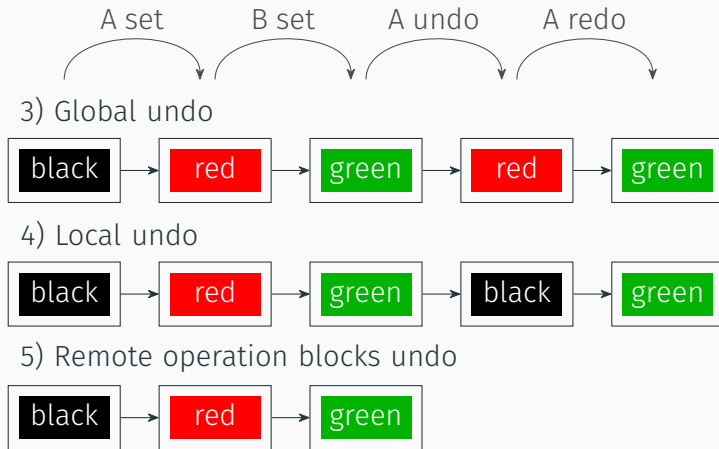 A set B set A undo A redo
3) Global undo
black red green red green
4) Local undo
black red green black green
5) Remote operation blocks undo
black red green